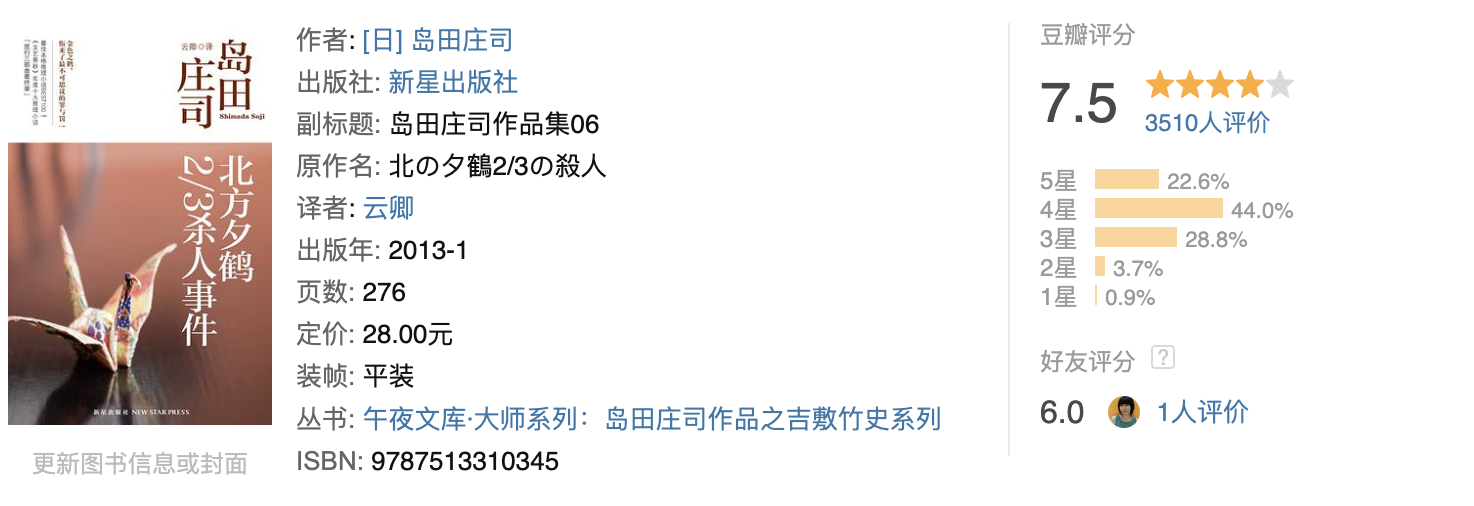 岛田
庄司
云卿◎译
Shimada Soji
北方夕鹤
2/3杀人事件
新星出版社 NEW STAR PRESS
更新图书信息或封面
作者: [日] 岛田庄司
出版社: 新星出版社
副标题: 岛田庄司作品集06
原作名: 北の夕鶴2/3の殺人
译者: 云卿
出版年: 2013-1
页数: 276
定价: 28.00元
装帧: 平装
丛书: 午夜文库·大师系列：岛田庄司作品之吉敷竹史系列
ISBN: 9787513310345
豆瓣评分
7.5
3510人评价
5星 22.6%
4星 44.0%
3星 28.8%
2星 3.7%
1星 0.9%
好友评分 ?
6.0 1人评价